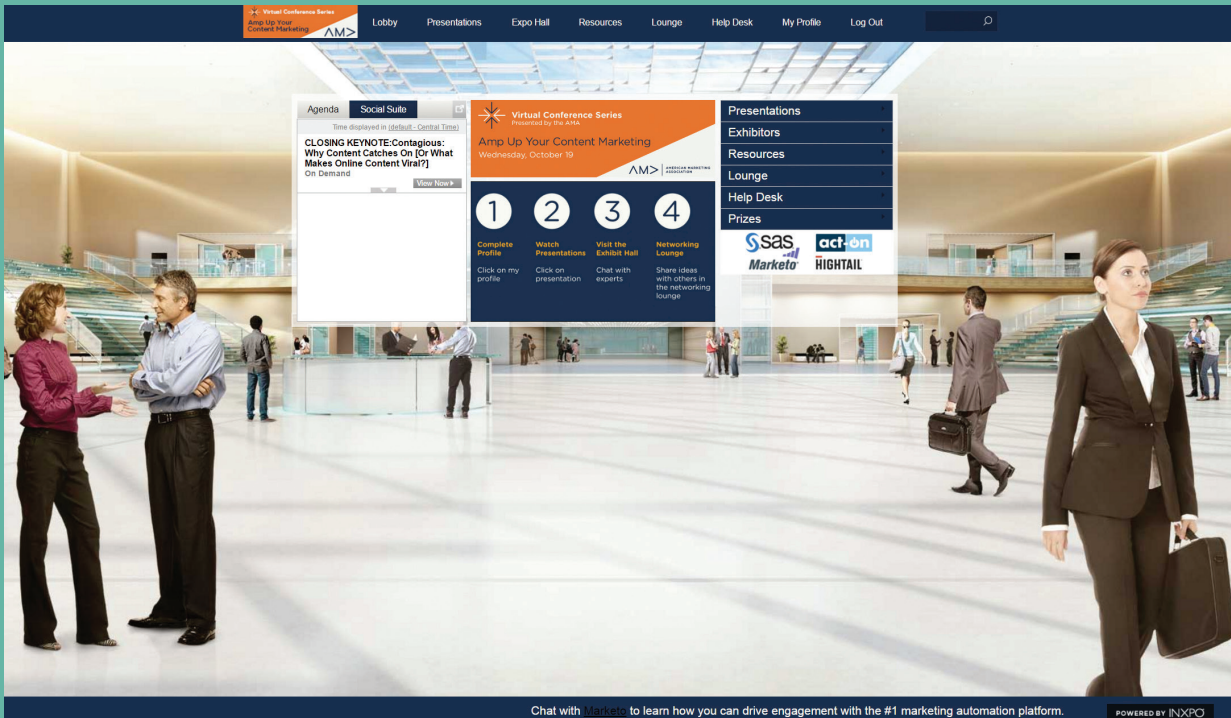 Virtual Conference Series
Amp Up Your
Content Marketing
AMA
Lobby
Presentations
Expo Hall
Resources
Lounge
Help Desk
My Profile
Log Out
Agenda
Social Suite
Time displayed in (default - Central Time)
CLOSING KEYNOTE:Contagious:
Why Content Catches On [Or What
Makes Online Content Viral?]
On Demand
View Now
Virtual Conference Series
Presented by the AMA
Amp Up Your Content Marketing
Wednesday, October 19
AMA
AMERICAN MARKETING
ASSOCIATION
1
Complete
Profile
Click on my
profile
2
Watch
Presentations
Click on
presentation
3
Visit the
Exhibit Hall
Chat with
experts
4
Networking
Lounge
Share ideas
with others in
the networking
lounge
Presentations
Exhibitors
Resources
Lounge
Help Desk
Prizes
sas
act-on
Marketo
HIGHTAIL
Chat with Marketo to learn how you can drive engagement with the #1 marketing automation platform.
POWERED BY INXPO